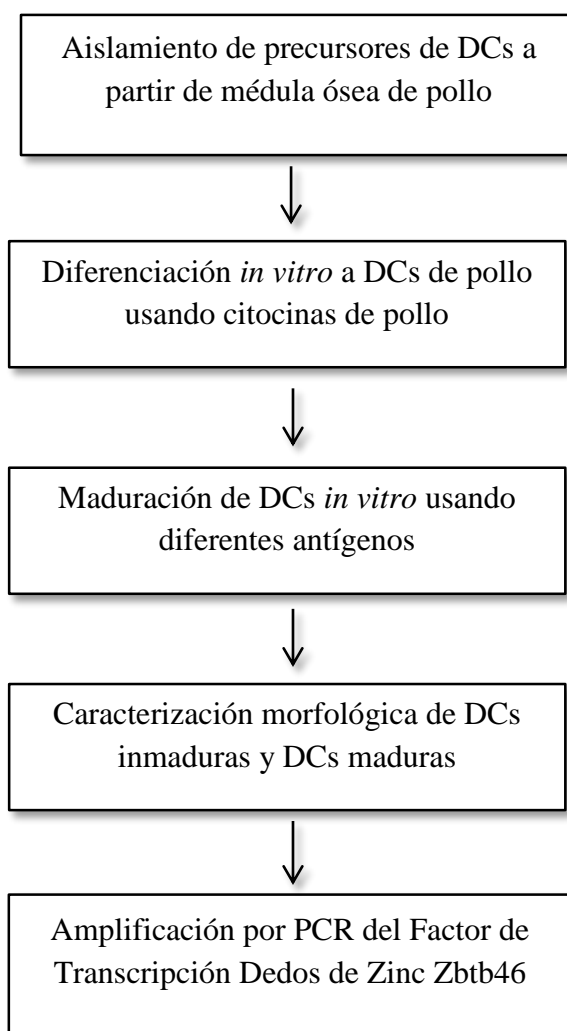 Aislamiento de precursores de DCs a
partir de médula ósea de pollo
Diferenciación in vitro a DCs de pollo
usando citocinas de pollo
Maduración de DCs in vitro usando
diferentes antígenos
Caracterización morfológica de DCs
inmaduras y DCs maduras
Amplificación por PCR del Factor de
Transcripción Dedos de Zinc Zbtb46